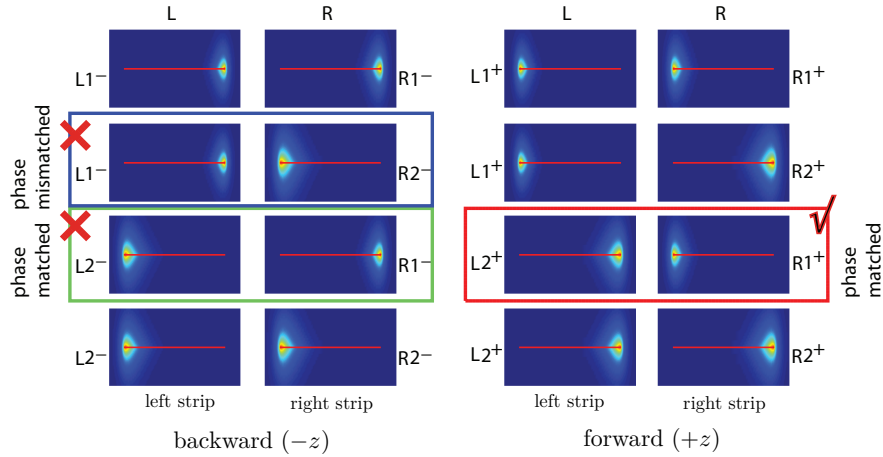 L R L R
L1⁻ R1⁻ L1⁺ R1⁺
phase
mismatched
L1⁻ R2⁻ L1⁺ R2⁺
phase
matched
L2⁻ R1⁻ L2⁺ R1⁺
phase
matched
L2⁻ R2⁻ L2⁺ R2⁺
left strip right strip left strip right strip
backward (−z) forward (+z)